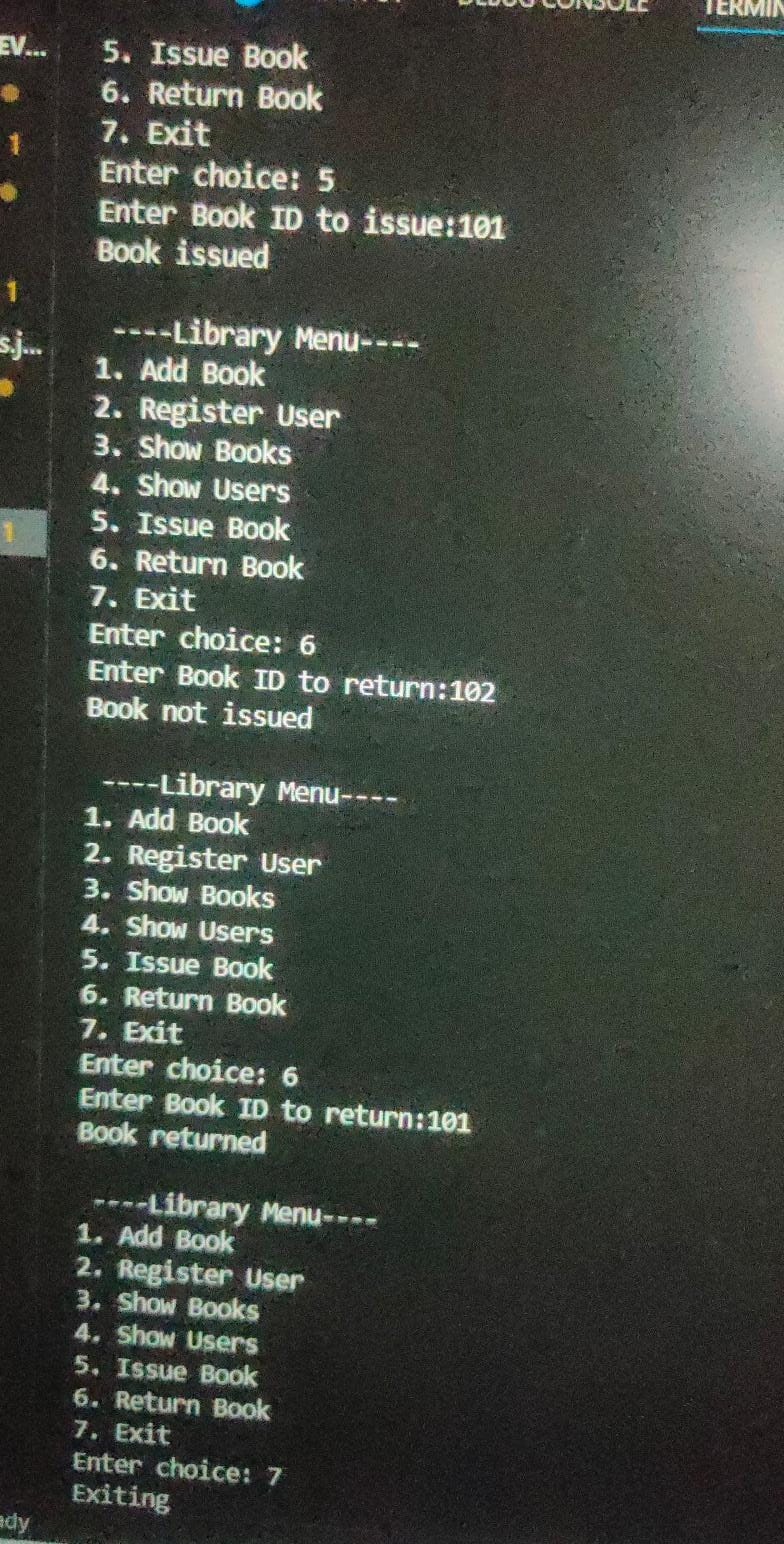 DEBUG CONSOLE
EV...
5. Issue Book
6. Return Book
1
7. Exit
Enter choice: 5
Enter Book ID to issue:101
Book issued
1
----Library Menu----
s.j...
1. Add Book
2. Register User
3. Show Books
4. Show Users
1
5. Issue Book
6. Return Book
7. Exit
Enter choice: 6
Enter Book ID to return:102
Book not issued
----Library Menu----
1. Add Book
2. Register User
3. Show Books
4. Show Users
5. Issue Book
6. Return Book
7. Exit
Enter choice: 6
Enter Book ID to return:101
Book returned
----Library Menu----
1. Add Book
2. Register User
3. Show Books
4. Show Users
5. Issue Book
6. Return Book
7. Exit
Enter choice: 7
Exiting
ady